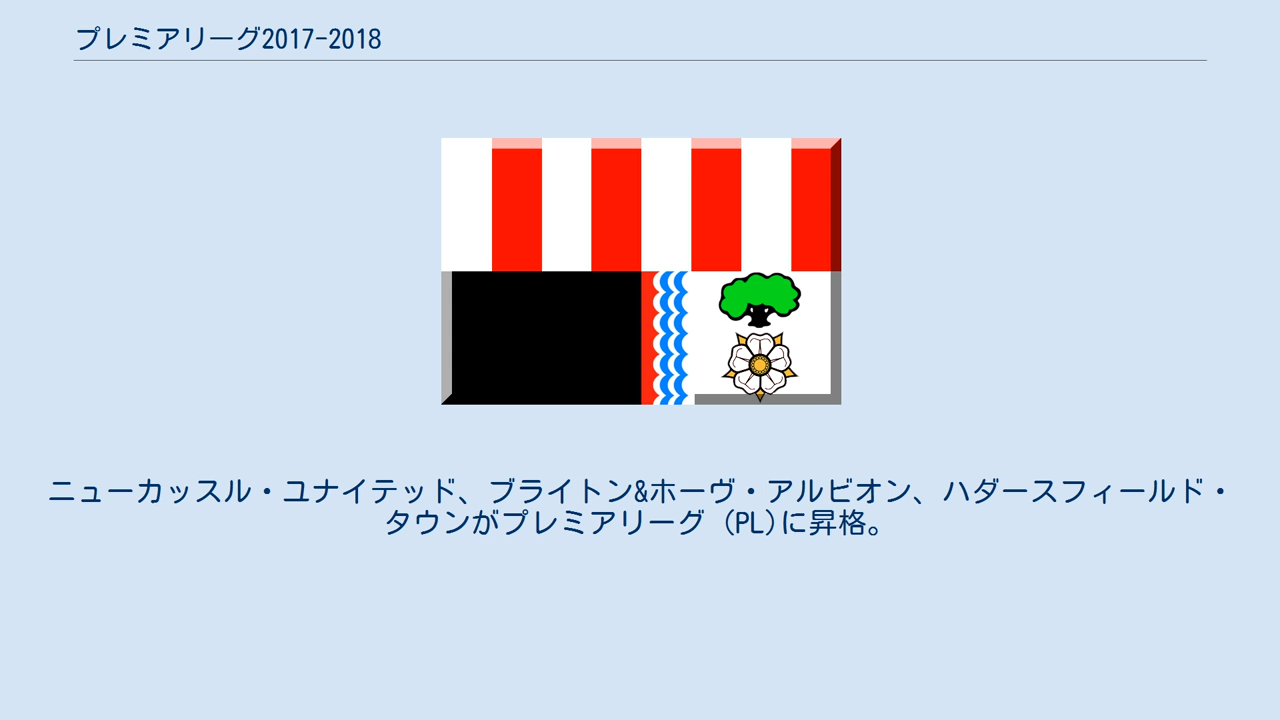 プレミアリーグ2017-2018
ニューカッスル・ユナイテッド、ブライトン&ホーヴ・アルビオン、ハダースフィールド・
タウンがプレミアリーグ (PL)に昇格。